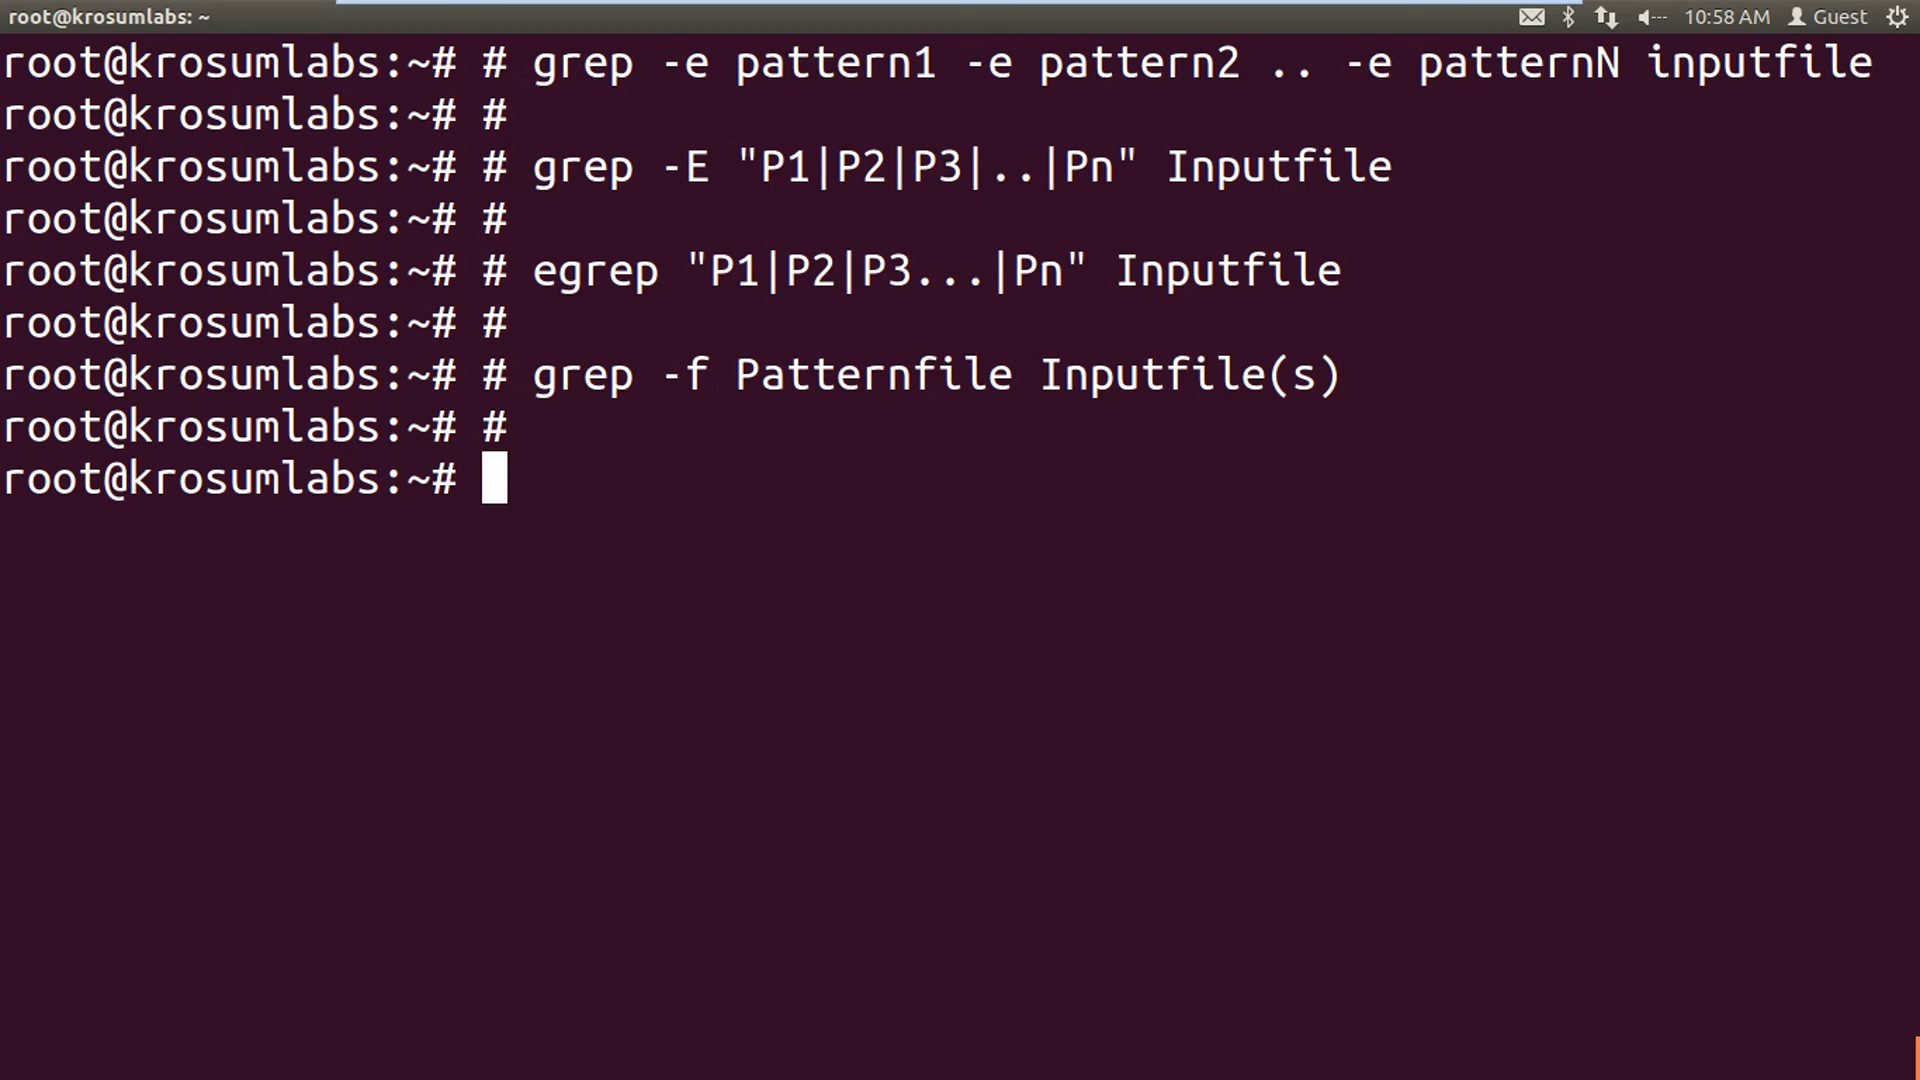 root@krosumlabs: ~ 10:58 AM Guest
root@krosumlabs:~# # grep -e pattern1 -e pattern2 .. -e patternN inputfile
root@krosumlabs:~# #
root@krosumlabs:~# # grep -E "P1|P2|P3|..|Pn" Inputfile
root@krosumlabs:~# #
root@krosumlabs:~# # egrep "P1|P2|P3...|Pn" Inputfile
root@krosumlabs:~# #
root@krosumlabs:~# # grep -f Patternfile Inputfile(s)
root@krosumlabs:~# #
root@krosumlabs:~#